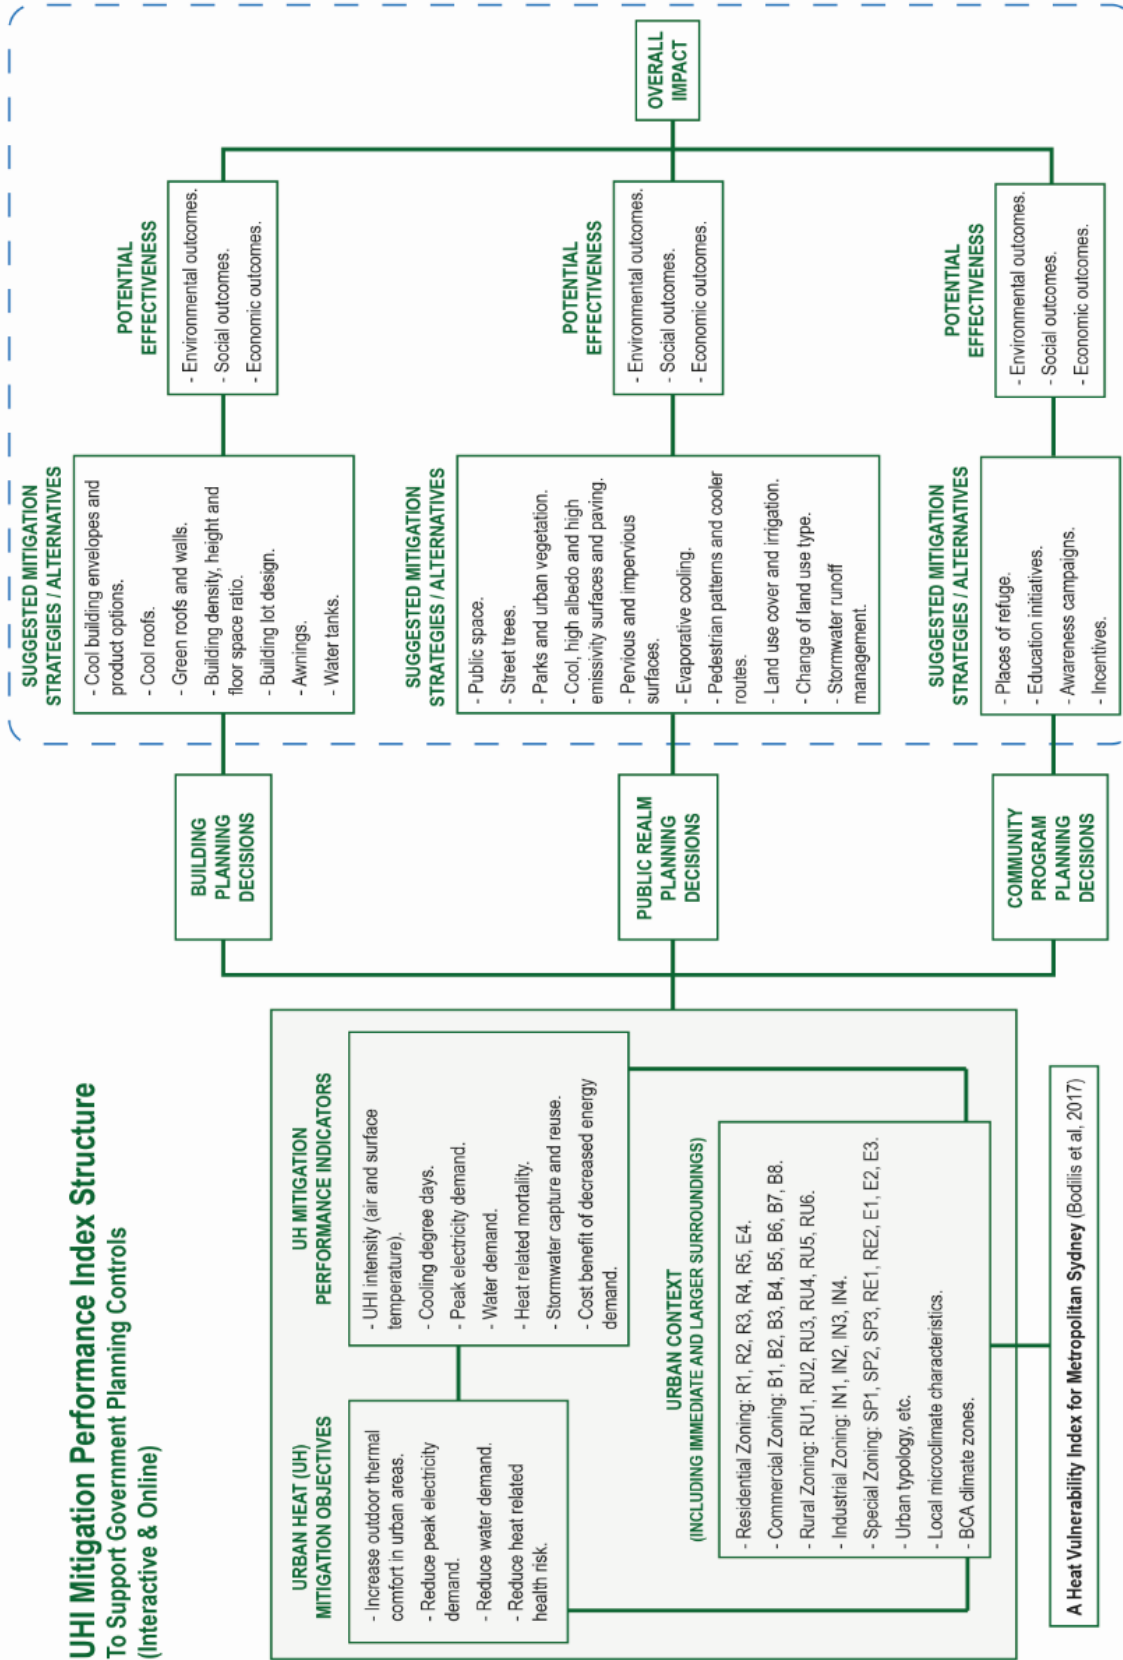 UHI Mitigation Performance Index Structure
To Support Government Planning Controls
(Interactive & Online)
URBAN HEAT (UH)
MITIGATION OBJECTIVES
- Increase outdoor thermal
comfort in urban areas.
- Reduce peak electricity
demand.
- Reduce water demand.
- Reduce heat related
health risk.
UH MITIGATION
PERFORMANCE INDICATORS
- UHI intensity (air and surface
temperature).
- Cooling degree days.
- Peak electricity demand.
- Water demand.
- Heat related mortality.
- Stormwater capture and reuse.
- Cost benefit of decreased energy
demand.
URBAN CONTEXT
(INCLUDING IMMEDIATE AND LARGER SURROUNDINGS)
- Residential Zoning: R1, R2, R3, R4, R5, E4.
- Commercial Zoning: B1, B2, B3, B4, B5, B6, B7, B8.
- Rural Zoning: RU1, RU2, RU3, RU4, RU5, RU6.
- Industrial Zoning: IN1, IN2, IN3, IN4.
- Special Zoning: SP1, SP2, SP3, RE1, RE2, E1, E2, E3.
- Urban typology, etc.
- Local microclimate characteristics.
- BCA climate zones.
A Heat Vulnerability Index for Metropolitan Sydney (Bodilis et al, 2017)
BUILDING
PLANNING
DECISIONS
SUGGESTED MITIGATION
STRATEGIES / ALTERNATIVES
- Cool building envelopes and
product options.
- Cool roofs.
- Green roofs and walls.
- Building density, height and
floor space ratio.
- Building lot design.
- Awnings.
- Water tanks.
POTENTIAL
EFFECTIVENESS
- Environmental outcomes.
- Social outcomes.
- Economic outcomes.
PUBLIC REALM
PLANNING
DECISIONS
SUGGESTED MITIGATION
STRATEGIES / ALTERNATIVES
- Public space.
- Street trees.
- Parks and urban vegetation.
- Cool, high albedo and high
emissivity surfaces and paving.
- Pervious and impervious
surfaces.
- Evaporative cooling.
- Pedestrian patterns and cooler
routes.
- Land use cover and irrigation.
- Change of land use type.
- Stormwater runoff
management.
POTENTIAL
EFFECTIVENESS
- Environmental outcomes.
- Social outcomes.
- Economic outcomes.
COMMUNITY
PROGRAM
PLANNING
DECISIONS
SUGGESTED MITIGATION
STRATEGIES / ALTERNATIVES
- Places of refuge.
- Education initiatives.
- Awareness campaigns.
- Incentives.
POTENTIAL
EFFECTIVENESS
- Environmental outcomes.
- Social outcomes.
- Economic outcomes.
OVERALL
IMPACT